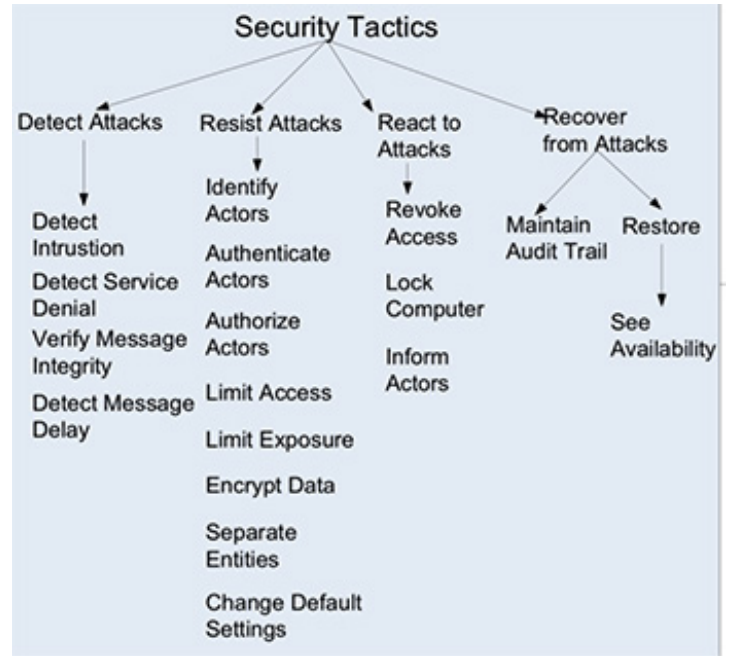 Security Tactics
Detect Attacks
Detect
Intrustion
Detect Service
Denial
Verify Message
Integrity
Detect Message
Delay
Resist Attacks
Identify
Actors
Authenticate
Actors
Authorize
Actors
Limit Access
Limit Exposure
Encrypt Data
Separate
Entities
Change Default
Settings
React to
Attacks
Revoke
Access
Lock
Computer
Inform
Actors
Recover
from Attacks
Maintain
Audit Trail
Restore
See
Availability